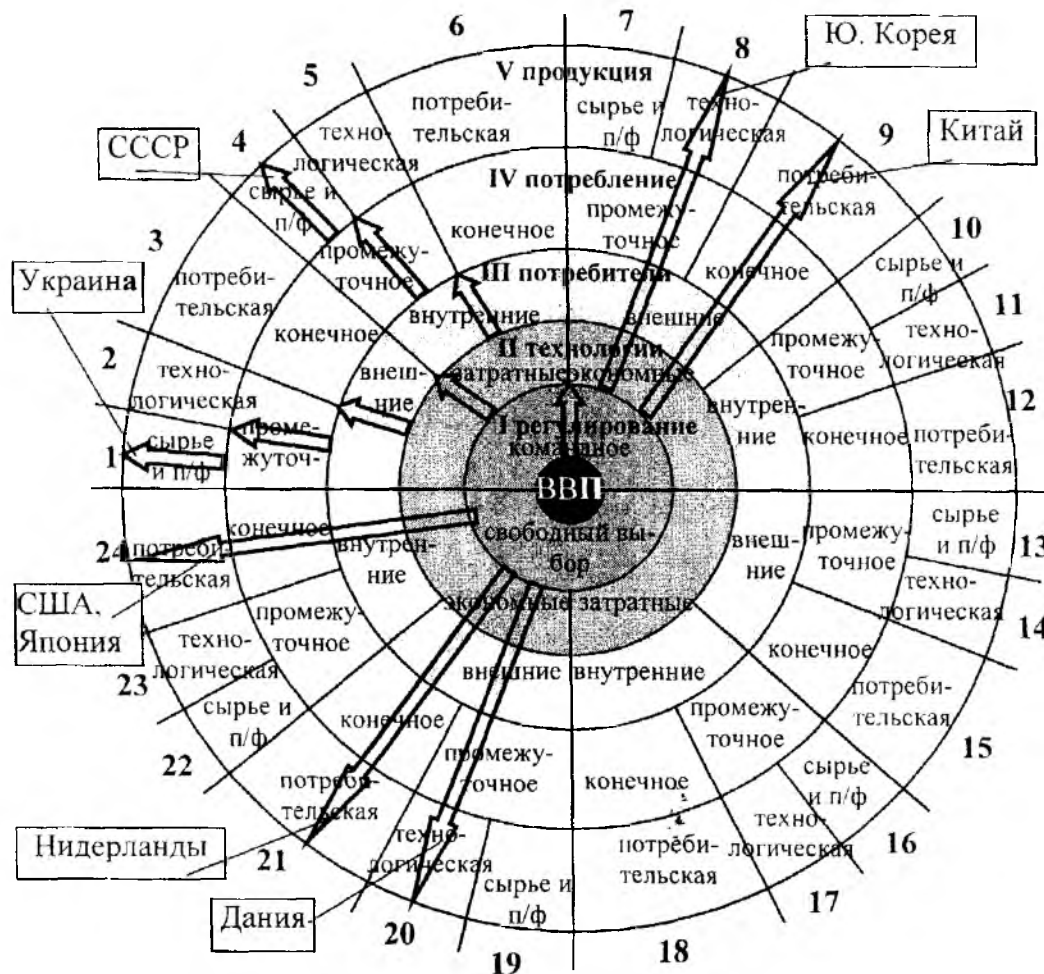 6
7
8
Ю. Корея
5
V продукция
потреби-
тельская
сырье и
п/ф
техно-
логическая
9
Китай
СССР
4
техно-
логическая
сырье и
п/ф
IV потребление
потреби-
тельская
промежу-
точное
конечное
промежу-
точное
конечное
10
сырье и
п/ф
3
Украина
потреби-
тельская
III потребители
внутренние
внешние
11
конечное
промежу-
точное
техно-
логическая
2
техно-
логическая
II технологии
затратные
экономные
внеш-
ние
внутрен-
ние
12
конечное
потреби-
тельская
1
сырье
и п/ф
проме-
жуточ-
I регулирование
командное
ВВП
24
потреби-
тельская
конечное
внутрен-
ние
свободный вы-
бор
внеш-
ние
промежу-
точное
сырье
и п/ф
13
США,
Япония
экономные
затратные
техно-
логическая
14
промежу-
точное
конечное
23
техно-
логическая
внешние
внутренние
потреби-
тельская
15
22
сырье и
п/ф
конечное
промежу-
точное
промежу-
точное
конечное
сырье
и п/ф
16
Нидерланды
21
потреби-
тельская
техно-
логическая
сырье и
п/ф
потреби-
тельская
техно-
логическая
17
Дания
20
19
18